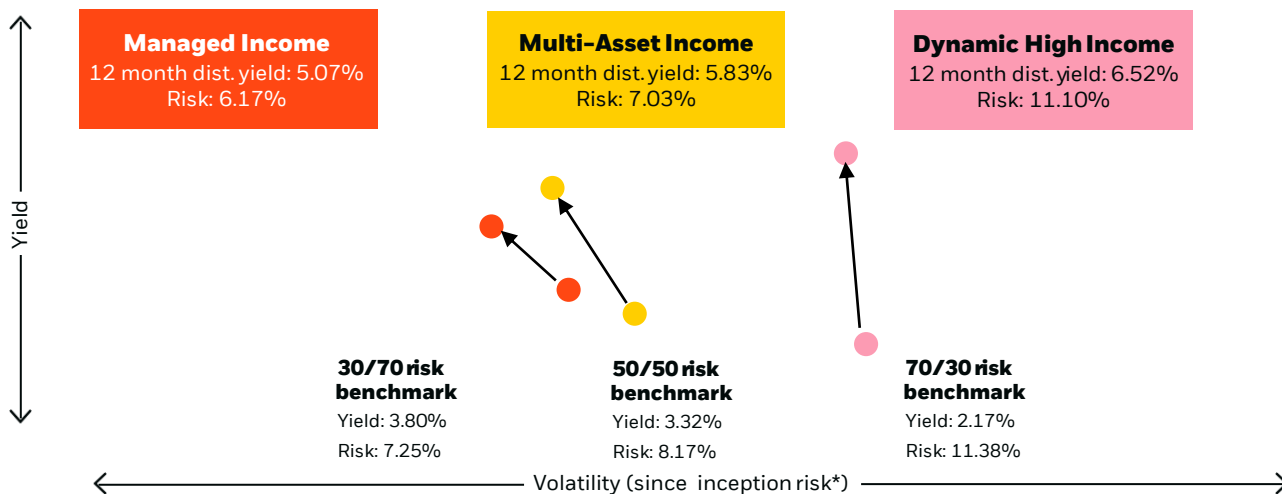 Managed Income
12 month dist. yield: 5.07%
Risk: 6.17%
Multi-Asset Income
12 month dist. yield: 5.83%
Risk: 7.03%
Dynamic High Income
12 month dist. yield: 6.52%
Risk: 11.10%
Yield
30/70 risk
benchmark
Yield: 3.80%
Risk: 7.25%
50/50 risk
benchmark
Yield: 3.32%
Risk: 8.17%
70/30 risk
benchmark
Yield: 2.17%
Risk: 11.38%
Volatility (since inception risk*)